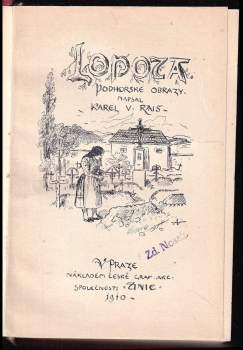 LOPOTA.
PODHORSKÉ OBRAZY.
NAPSAL
KAREL V. RAIS.
V PRAZE
NÁKLADEM ČESKÉ GRAF. AKC.
SPOLEČNOSTI "UNIE"
1910
Zd. Novák